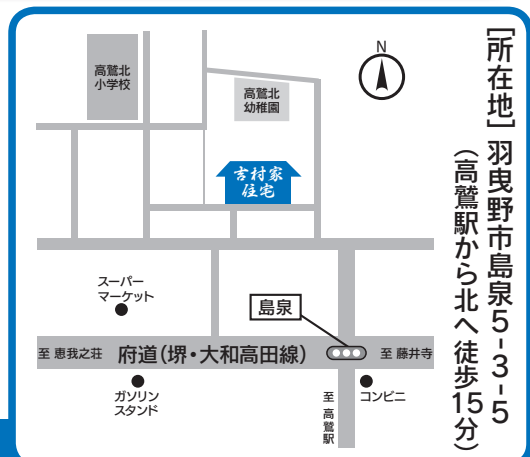 [所在地]羽曳野市島泉5-3-5
(高鷲駅から北へ徒歩15分)
N
高鷲北
小学校
高鷲北
幼稚園
吉村家
住宅
スーパー
マーケット
島泉
至 恵我之荘
府道(堺・大和高田線)
至 藤井寺
ガソリン
スタンド
至 高鷲駅
コンビニ